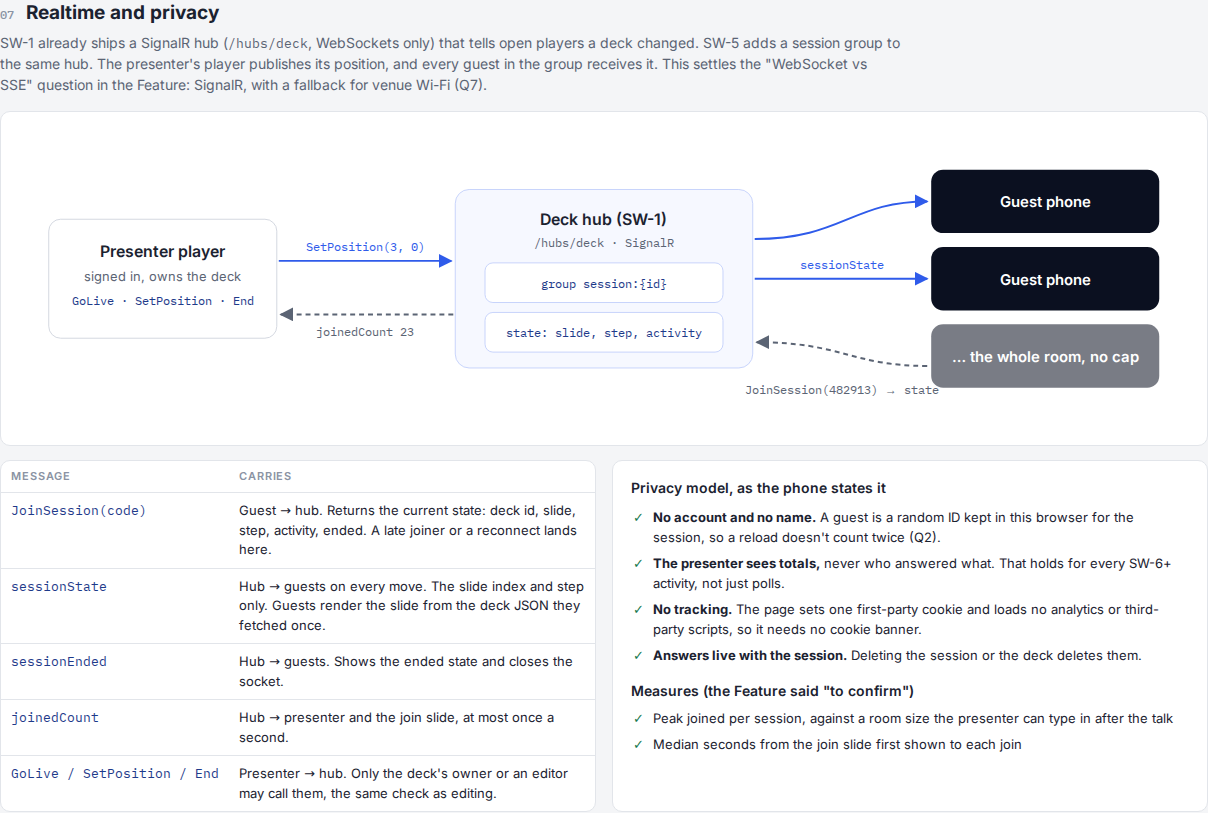 07 Realtime and privacy
SW-1 already ships a SignalR hub (/hubs/deck, WebSockets only) that tells open players a deck changed. SW-5 adds a session group to
the same hub. The presenter's player publishes its position, and every guest in the group receives it. This settles the "WebSocket vs
SSE" question in the Feature: SignalR, with a fallback for venue Wi-Fi (Q7).
Presenter player
signed in, owns the deck
GoLive · SetPosition · End
SetPosition(3, 0)
joinedCount 23
Deck hub (SW-1)
/hubs/deck · SignalR
group session:{id}
state: slide, step, activity
sessionState
JoinSession(482913) → state
Guest phone
Guest phone
... the whole room, no cap
MESSAGE CARRIES
JoinSession(code) Guest → hub. Returns the current state: deck id, slide,
step, activity, ended. A late joiner or a reconnect lands
here.
sessionState Hub → guests on every move. The slide index and step
only. Guests render the slide from the deck JSON they
fetched once.
sessionEnded Hub → guests. Shows the ended state and closes the
socket.
joinedCount Hub → presenter and the join slide, at most once a
second.
GoLive / SetPosition / End Presenter → hub. Only the deck's owner or an editor
may call them, the same check as editing.
Privacy model, as the phone states it
✓ No account and no name. A guest is a random ID kept in this browser for the
session, so a reload doesn't count twice (Q2).
✓ The presenter sees totals, never who answered what. That holds for every SW-6+
activity, not just polls.
✓ No tracking. The page sets one first-party cookie and loads no analytics or third-
party scripts, so it needs no cookie banner.
✓ Answers live with the session. Deleting the session or the deck deletes them.
Measures (the Feature said "to confirm")
✓ Peak joined per session, against a room size the presenter can type in after the talk
✓ Median seconds from the join slide first shown to each join